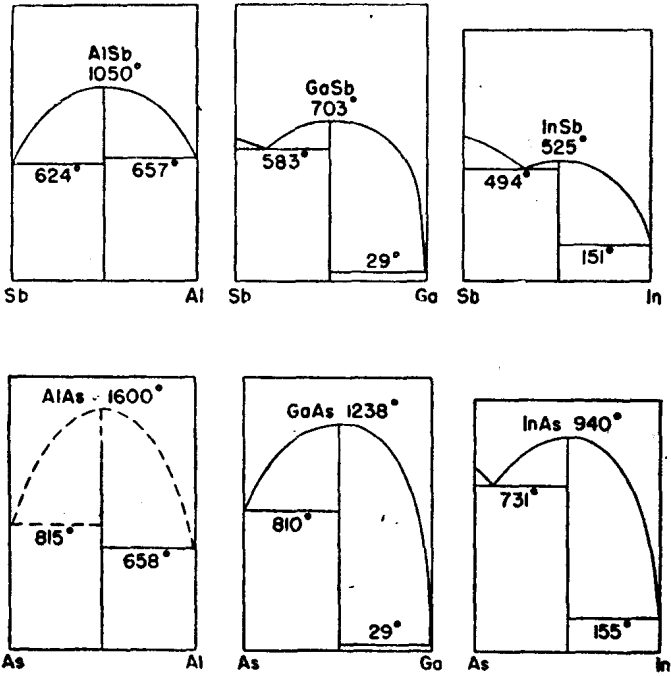 AlSb
1050°
624°
657°
Sb
Al
GaSb
703°
583°
29°
Sb
Ga
InSb
525°
494°
151°
Sb
In
AlAs 1600°
815°
658°
As
Al
GaAs 1238°
810°
29°
As
Ga
InAs 940°
731°
155°
As
In